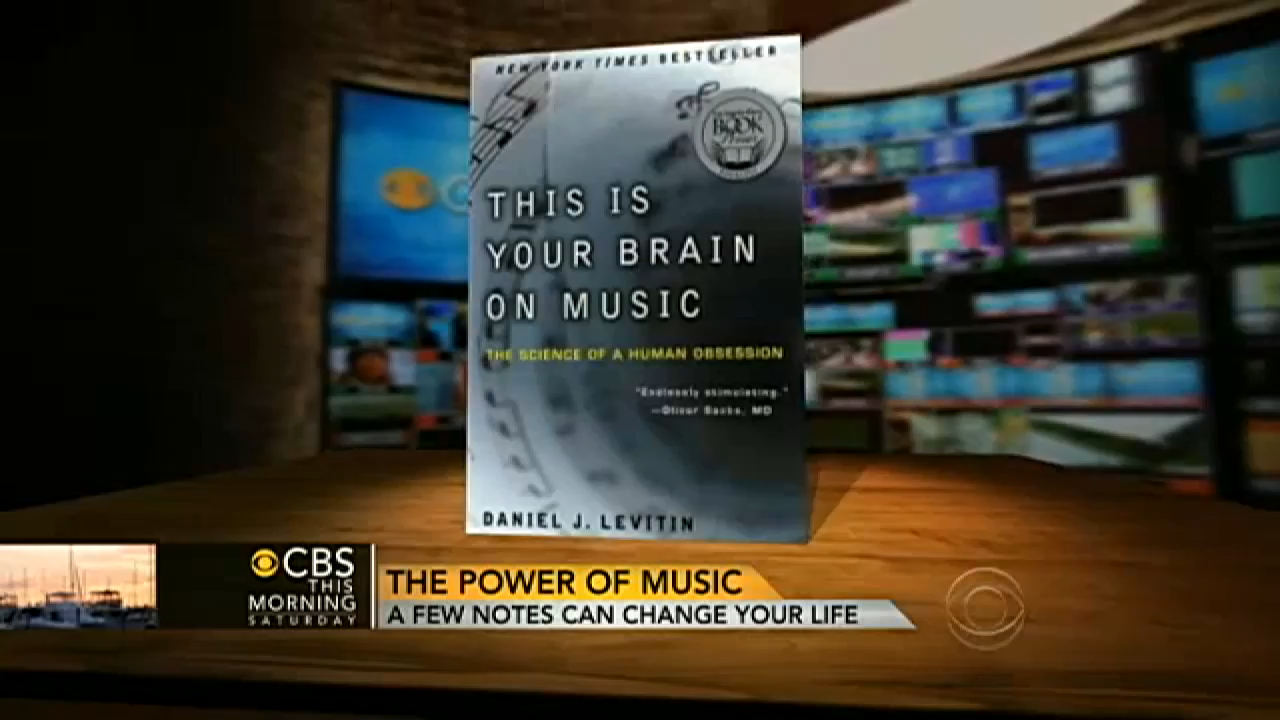 NEW YORK TIMES BESTSELLER
BOOK
THIS IS
YOUR BRAIN
ON MUSIC
THE SCIENCE OF A HUMAN OBSESSION
"Endlessly stimulating."
—Oliver Sacks, MD
DANIEL J. LEVITIN
CBS
THIS
MORNING
SATURDAY
THE POWER OF MUSIC
A FEW NOTES CAN CHANGE YOUR LIFE